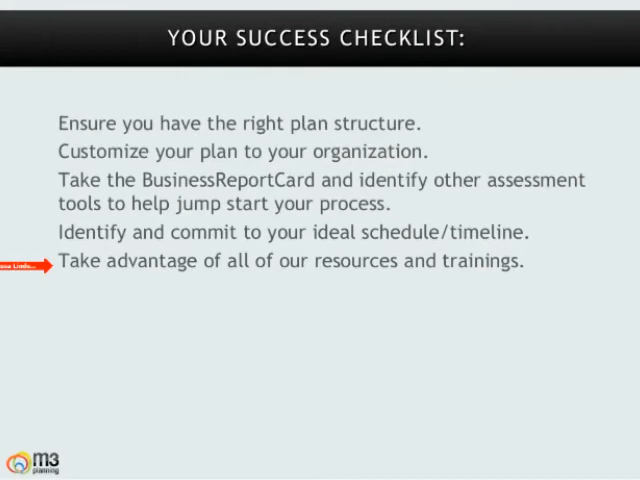 YOUR SUCCESS CHECKLIST:
Ensure you have the right plan structure.
Customize your plan to your organization.
Take the BusinessReportCard and identify other assessment
tools to help jump start your process.
Identify and commit to your ideal schedule/timeline.
Take advantage of all of our resources and trainings.
m3
planning